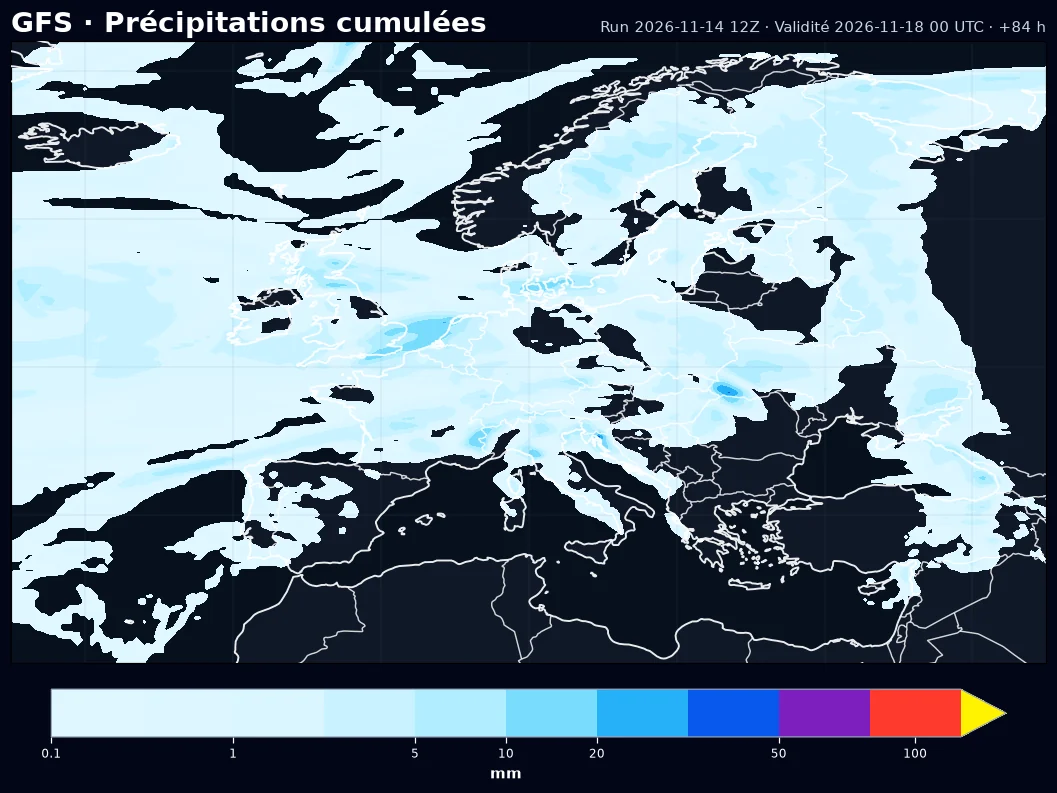 GFS · Précipitations cumulées
Run 2026-11-14 12Z · Validité 2026-11-18 00 UTC · +84 h
0.1 1 5 10 20 50 100
mm